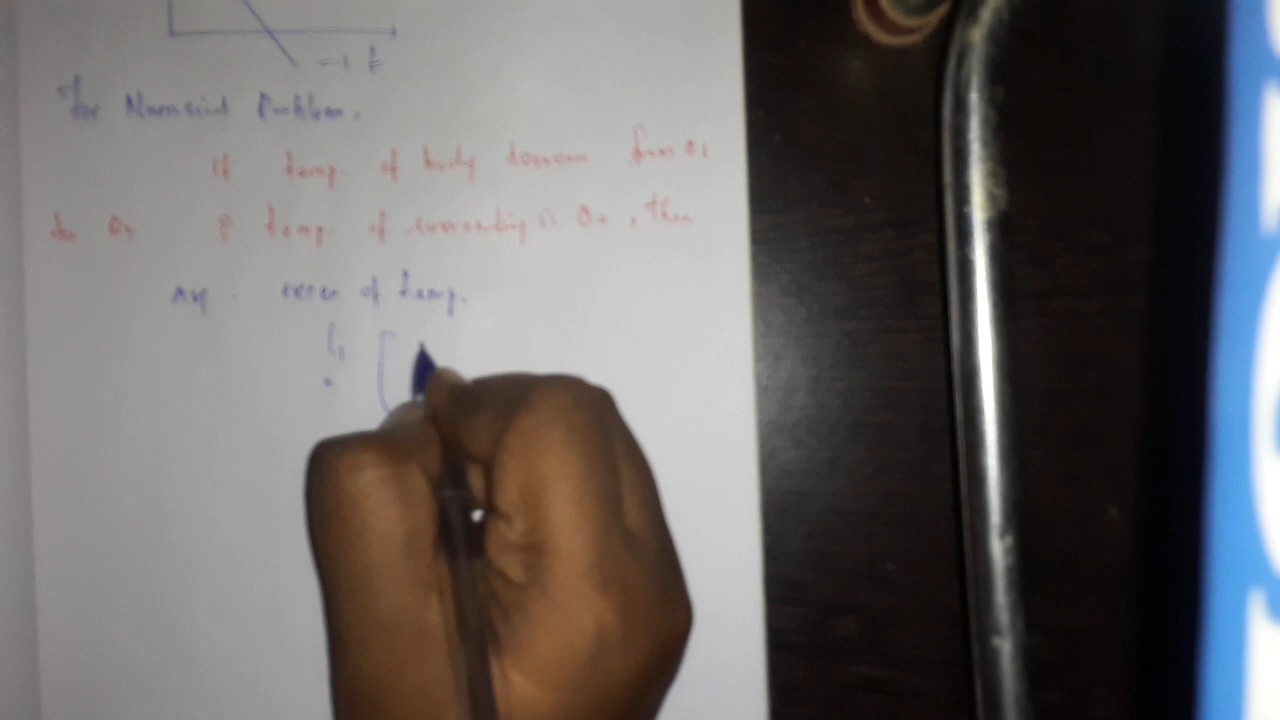 → t
For Numerical Problem.
If temp. of body decrease from θ₁
to θ₂ & temp of surrounding is θ₀, then
avg. excess of temp.
[